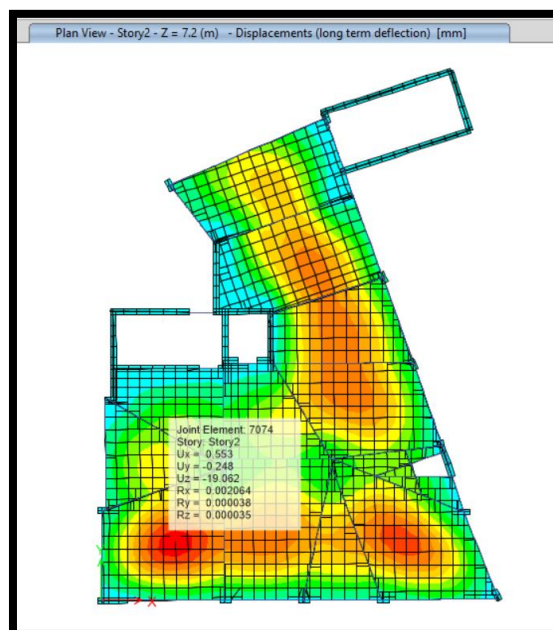 Plan View - Story2 - Z = 7.2 (m) - Displacements (long term deflection) [mm]
Joint Element: 7074
Story: Story2
Ux = 0.553
Uy = -0.248
Uz = -19.062
Rx = 0.002064
Ry = 0.000038
Rz = 0.000035
X